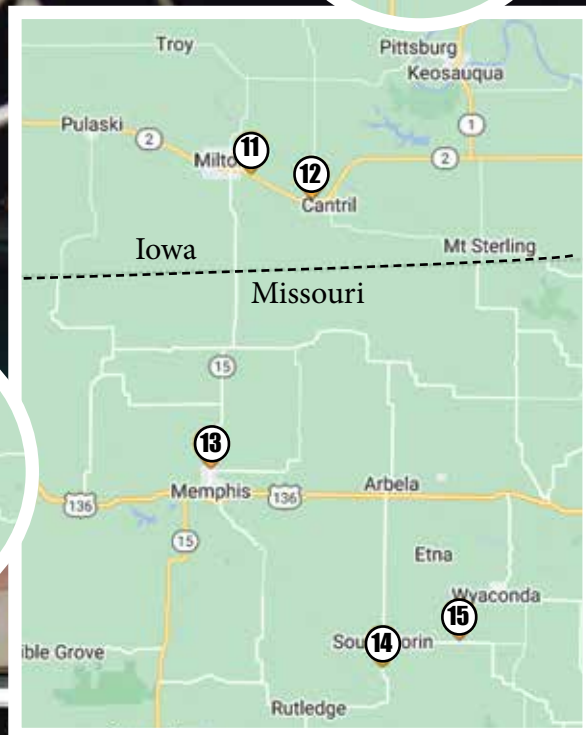 Troy
Pittsburg
Keosauqua
Pulaski
2
1
Milto
11
12
2
Cantril
Iowa
Mt Sterling
Missouri
15
13
Memphis
136
136
Arbela
15
Etna
Wyaconda
15
Sou 14 orin
ible Grove
Rutledge